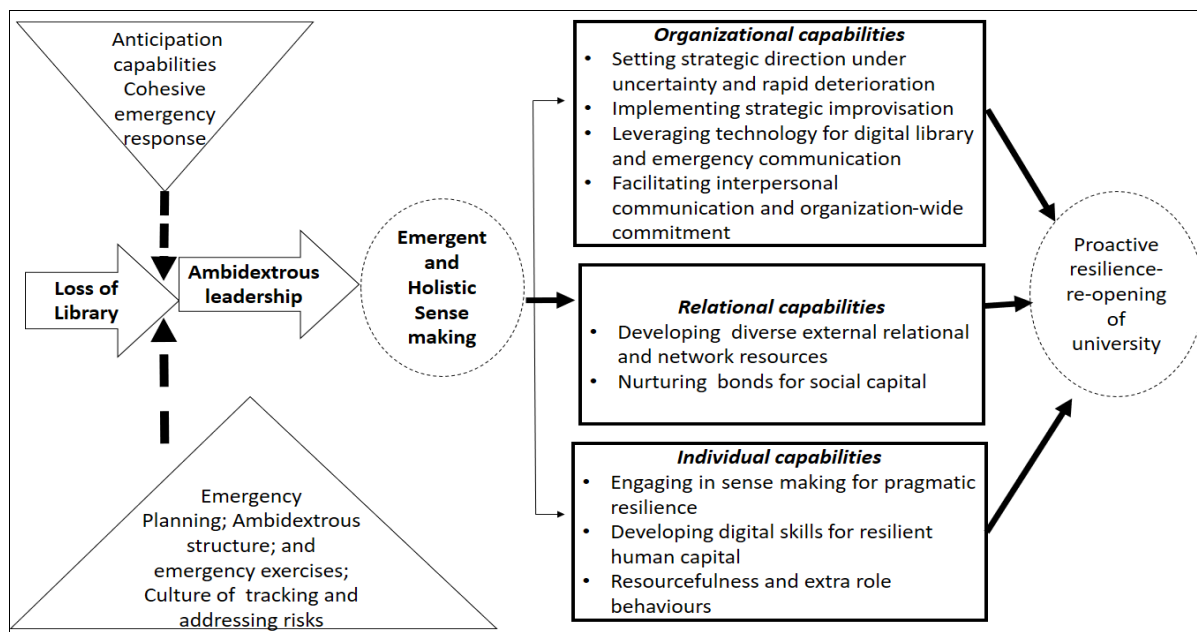 Anticipation
capabilities
Cohesive
emergency
response
Loss of
Library
Ambidextrous
leadership
Emergency
Planning; Ambidextrous
structure; and
emergency exercises;
Culture of tracking and
addressing risks
Emergent
and
Holistic
Sense
making
Organizational capabilities
• Setting strategic direction under
uncertainty and rapid deterioration
• Implementing strategic improvisation
• Leveraging technology for digital library
and emergency communication
• Facilitating interpersonal
communication and organization-wide
commitment
Relational capabilities
• Developing diverse external relational
and network resources
• Nurturing bonds for social capital
Individual capabilities
• Engaging in sense making for pragmatic
resilience
• Developing digital skills for resilient
human capital
• Resourcefulness and extra role
behaviours
Proactive
resilience-
re-opening
of
university